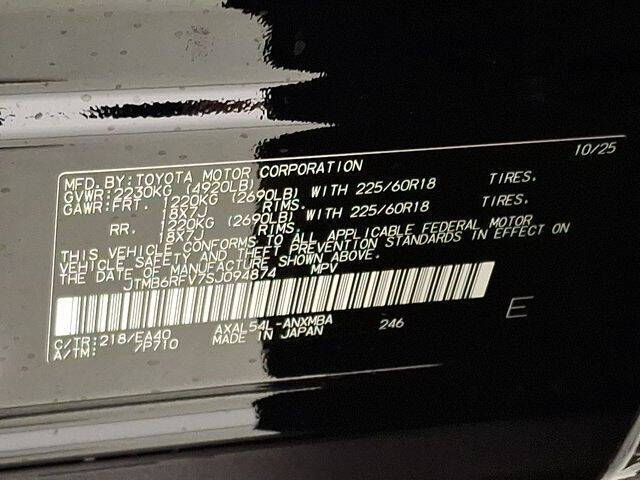 MFD. BY: TOYOTA MOTOR CORPORATION 10/25
GVWR: 2230KG (4920LB)
GAWR: FRT. 1220KG (2690LB) WITH 225/60R18 TIRES.
18X7J RIMS.
RR. 1220KG (2690LB) WITH 225/60R18 TIRES.
18X7J RIMS.
THIS VEHICLE CONFORMS TO ALL APPLICABLE FEDERAL MOTOR
VEHICLE SAFETY AND THEFT PREVENTION STANDARDS IN EFFECT ON
THE DATE OF MANUFACTURE SHOWN ABOVE.
JTMB6RFV7SJ094874 MPV
C/TR: 218/EA40 AXAL54L-ANXMBA 246 E
A/TM: /P710 MADE IN JAPAN